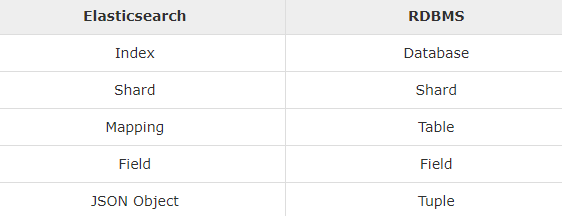 Elasticsearch RDBMS
Index Database
Shard Shard
Mapping Table
Field Field
JSON Object Tuple